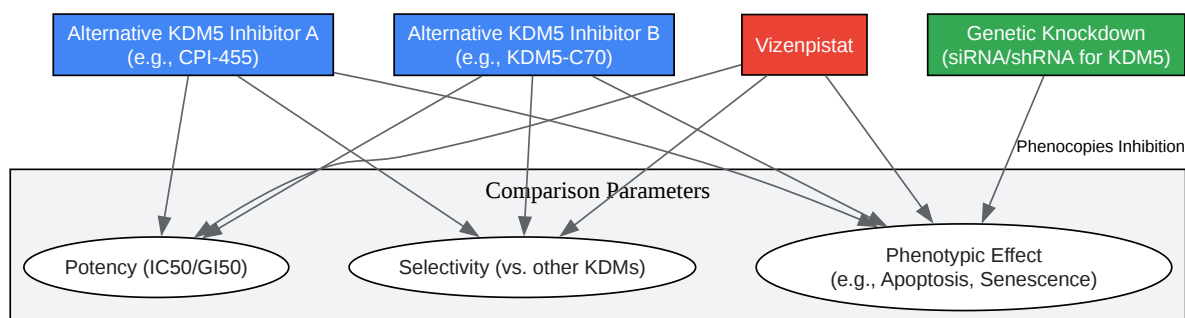 Alternative KDM5 Inhibitor A
(e.g., CPI-455)
Alternative KDM5 Inhibitor B
(e.g., KDM5-C70)
Vizenpistat
Genetic Knockdown
(siRNA/shRNA for KDM5)
Phenocopies Inhibition
Comparison Parameters
Potency (IC50/GI50)
Selectivity (vs. other KDMs)
Phenotypic Effect
(e.g., Apoptosis, Senescence)